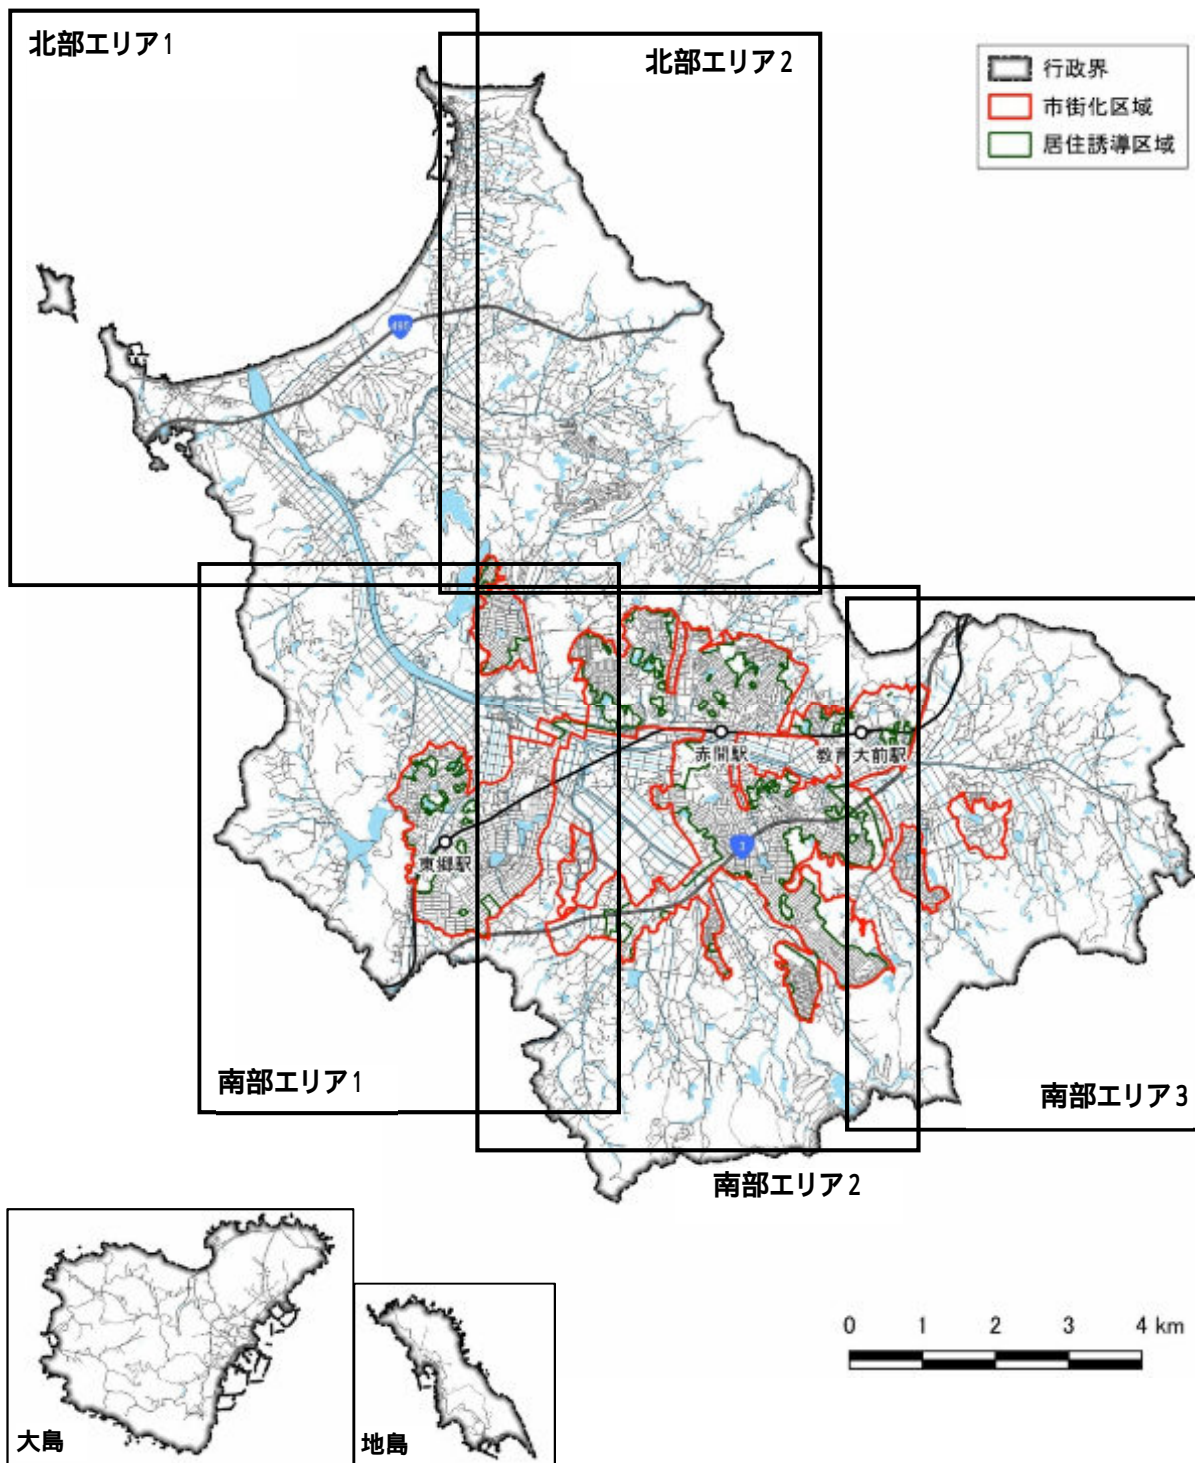 北部エリア1
北部エリア2
行政界
市街化区域
居住誘導区域
495
赤間駅
教育大前駅
3
東郷駅
南部エリア1
南部エリア3
南部エリア2
大島
地島
0 1 2 3 4 km